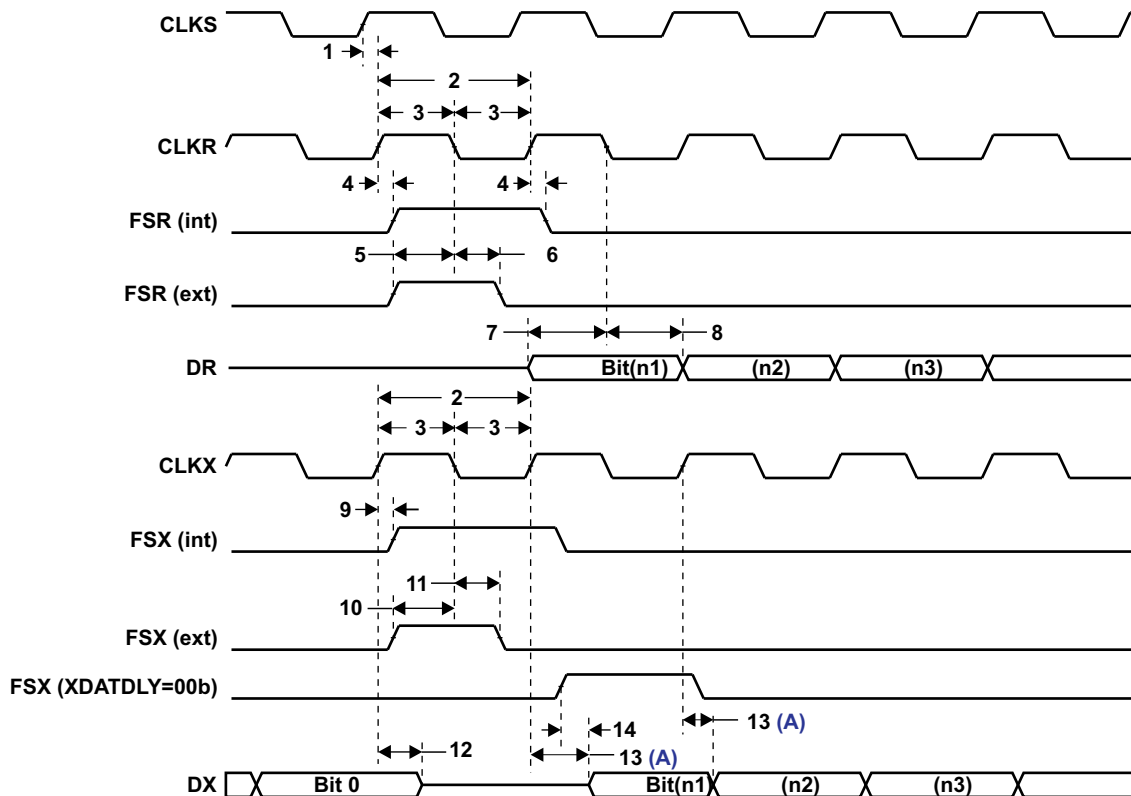 CLKS
1
2
3 3
CLKR
4 4
FSR (int)
5 6
FSR (ext)
7 8
DR Bit(n1) (n2) (n3)
2
3 3
CLKX
9
FSX (int)
11
10
FSX (ext)
FSX (XDATDLY=00b)
13 (A)
14
12 13 (A)
DX Bit 0 Bit(n1) (n2) (n3)